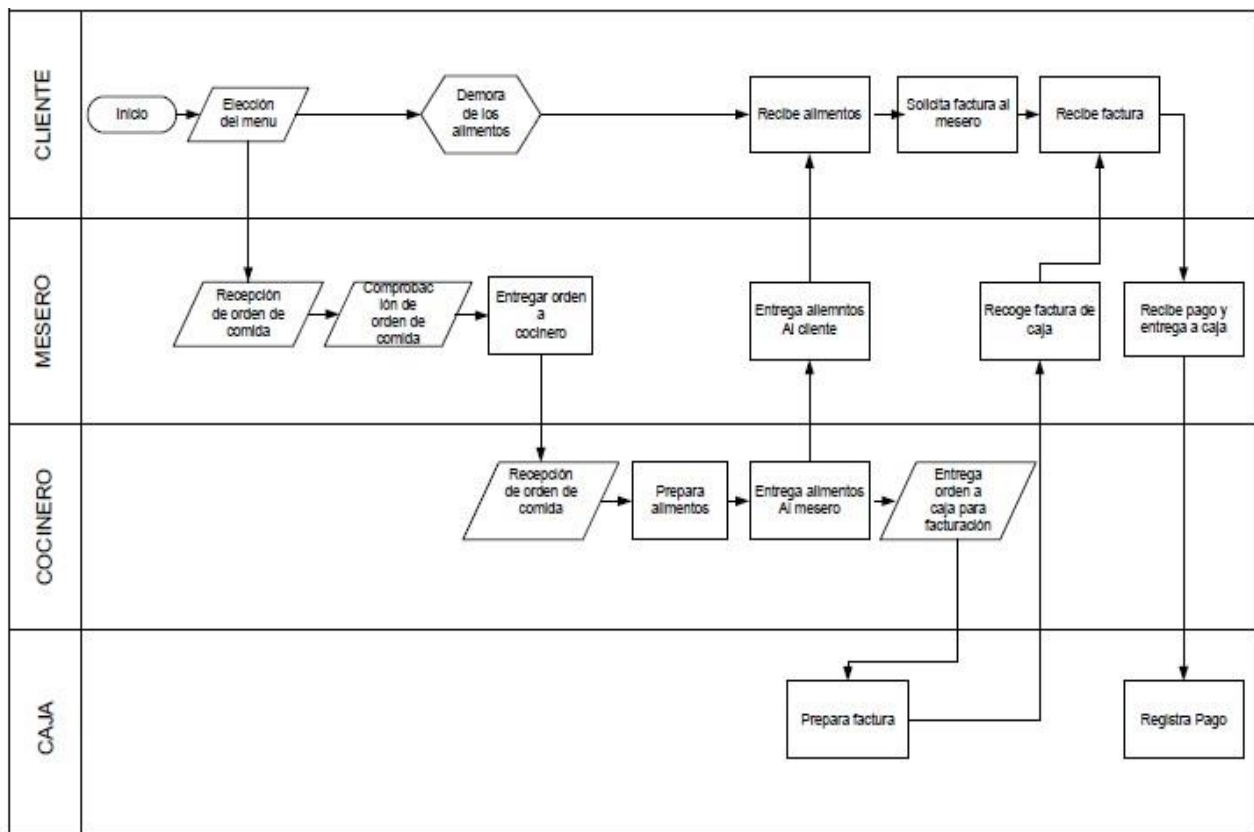 CLIENTE
Inicio
Elección
del menu
Demora
de los
alimentos
Recibe alimentos
Solicita factura al
mesero
Recibe factura
MESERO
Recepción
de orden de
comida
Comprobac
ión de
orden de
comida
Entregar orden
a
cocinero
Entrega aliemntos
Al cliente
Recoge factura de
caja
Recibe pago y
entrega a caja
COCINERO
Recepción
de orden de
comida
Prepara
alimentos
Entrega alimentos
Al mesero
Entrega
orden a
caja para
facturación
CAJA
Prepara factura
Registra Pago